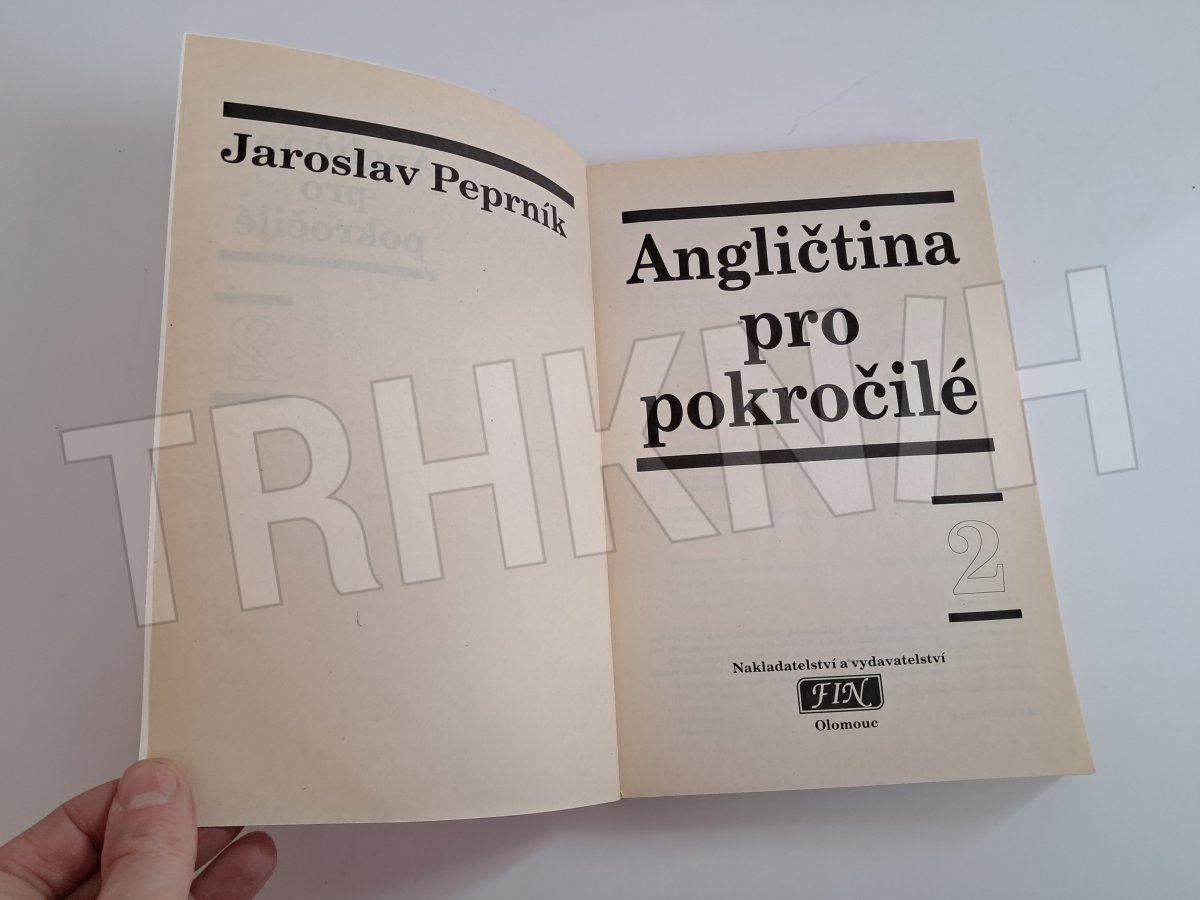 Jaroslav Peprník
Angličtina
pro
pokročilé
2
Nakladatelství a vydavatelství
FIN
Olomouc
TRHKNIH